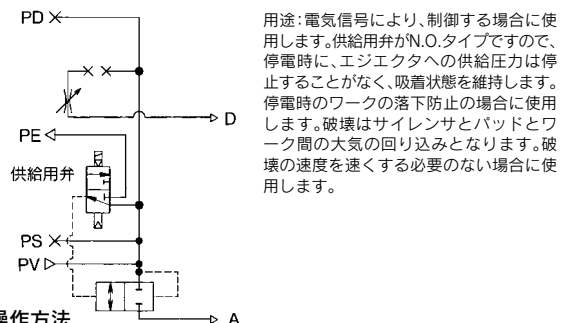 PD
用途：電気信号により、制御する場合に使
用します。供給用弁がN.O.タイプですので、
停電時に、エジエクタへの供給圧力は停
止することがなく、吸着状態を維持します。
停電時のワークの落下防止の場合に使用
します。破壊はサイレンサとパッドとワ
ーク間の大気の回り込みとなります。破
壊の速度を速くする必要のない場合に使
用します。
D
PE
供給用弁
PS
PV
A
操作方法